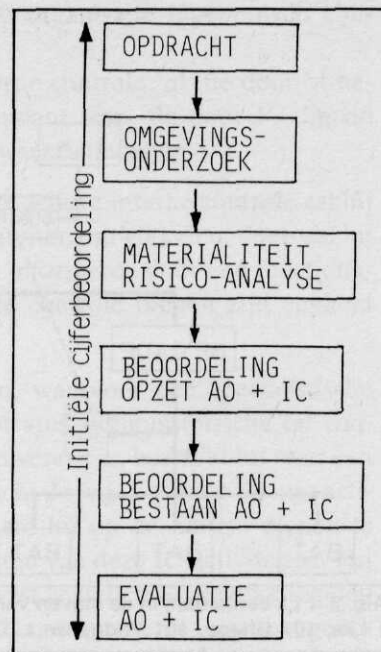 OPDRACHT
OMGEVINGS-
ONDERZOEK
MATERIALITEIT
RISICO-ANALYSE
BEOORDELING
OPZET AO + IC
BEOORDELING
BESTAAN AO + IC
EVALUATIE
AO + IC
Initiële cijferbeoordeling